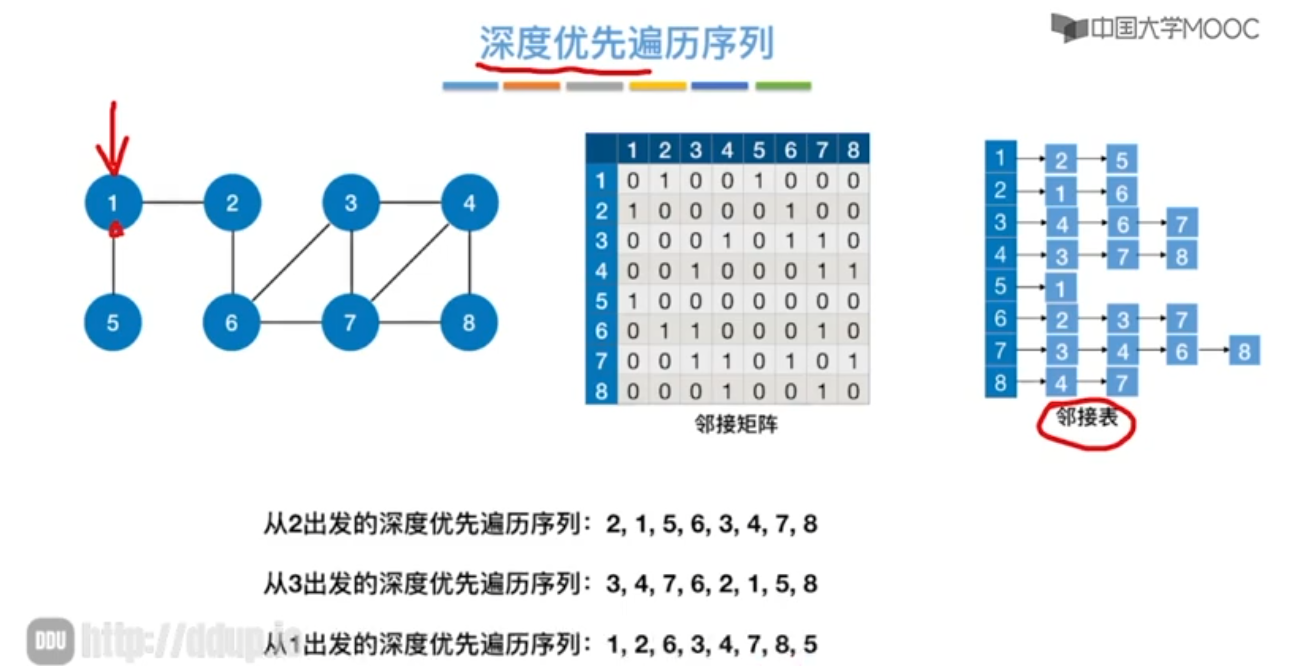 深度优先遍历序列
中国大学MOOC
1 2 3 4
5 6 7 8
1 2 3 4 5 6 7 8
1 0 1 0 0 1 0 0 0
2 1 0 0 0 0 1 0 0
3 0 0 0 1 0 1 1 0
4 0 0 1 0 0 0 1 1
5 1 0 0 0 0 0 0 0
6 0 1 1 0 0 0 1 0
7 0 0 1 1 0 1 0 1
8 0 0 0 1 0 0 1 0
邻接矩阵
1 2 5
2 1 6
3 4 6 7
4 3 7 8
5 1
6 2 3 7
7 3 4 6 8
8 4 7
邻接表
从2出发的深度优先遍历序列：2, 1, 5, 6, 3, 4, 7, 8
从3出发的深度优先遍历序列：3, 4, 7, 6, 2, 1, 5, 8
从1出发的深度优先遍历序列：1, 2, 6, 3, 4, 7, 8, 5
DDU